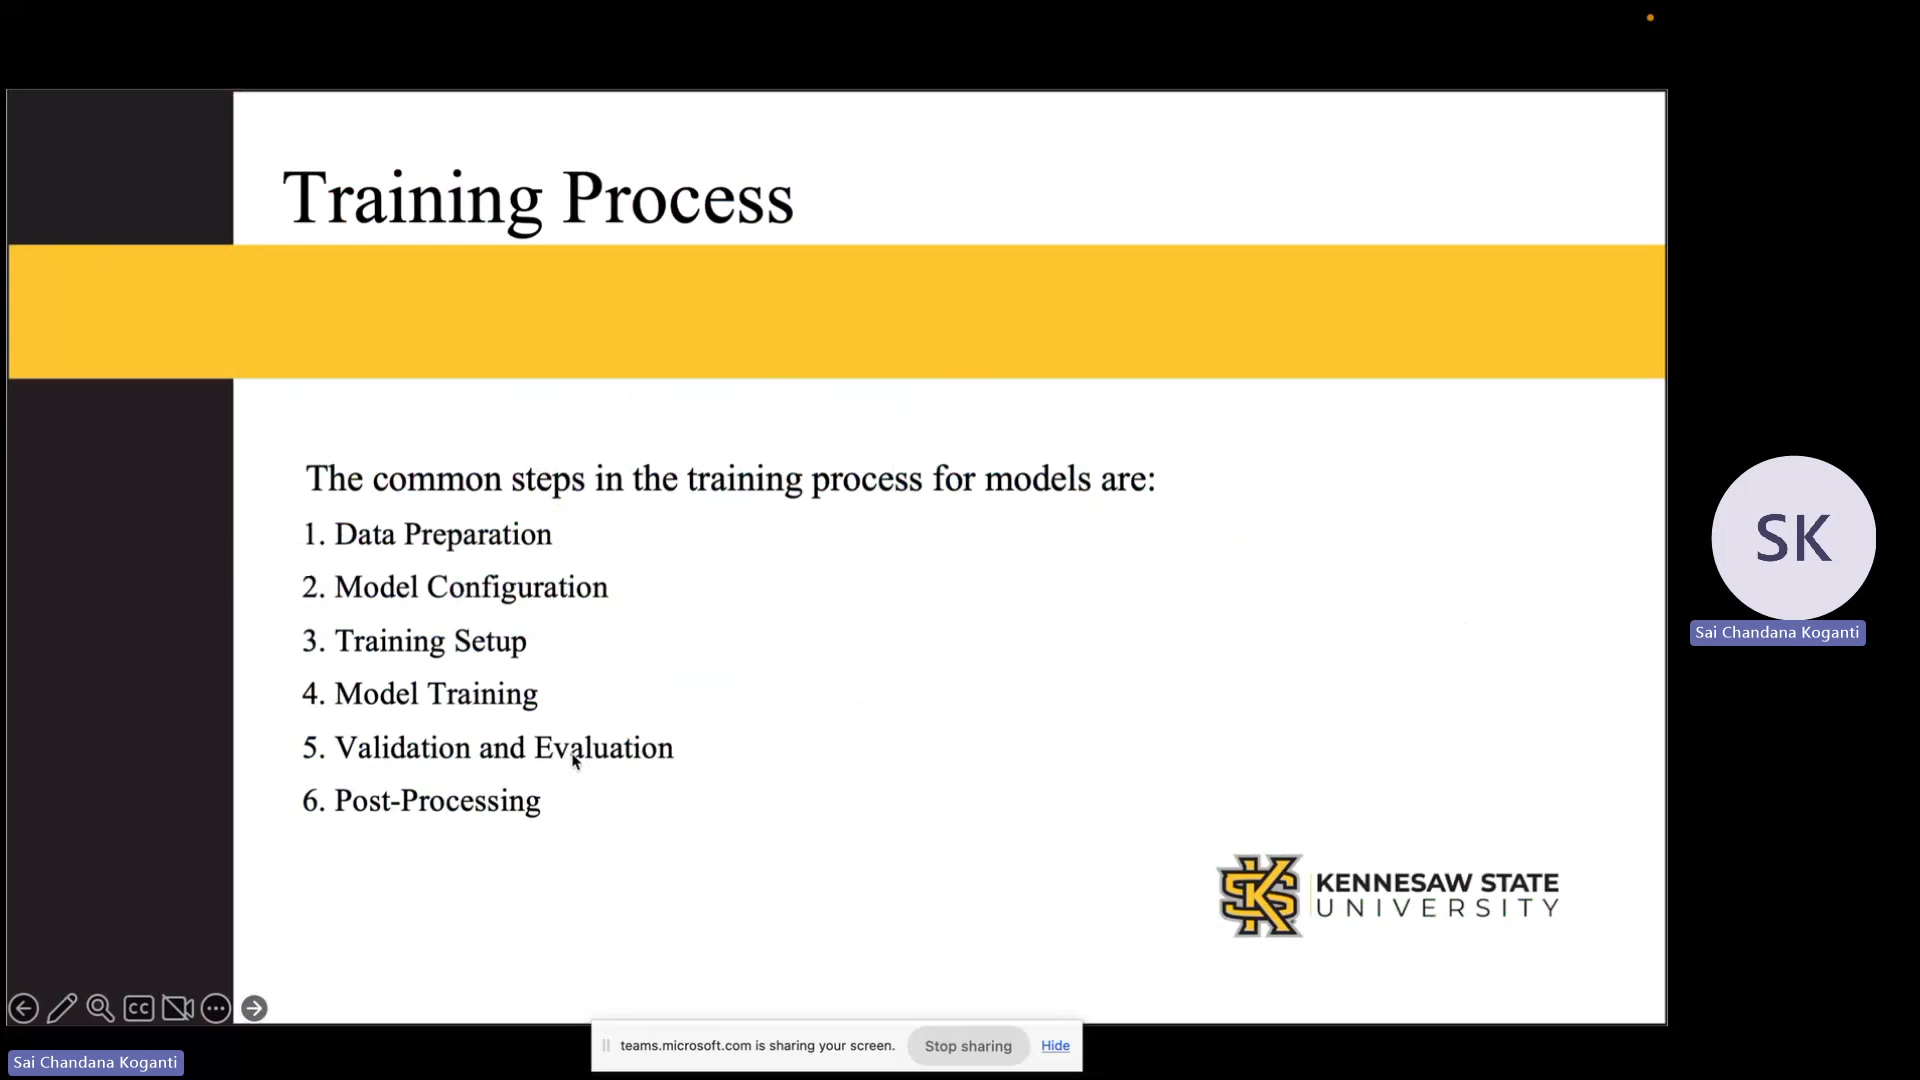 Training Process
The common steps in the training process for models are:
1. Data Preparation
2. Model Configuration
3. Training Setup
4. Model Training
5. Validation and Evaluation
6. Post-Processing
KS
KENNESAW STATE
UNIVERSITY
SK
Sai Chandana Koganti
CC
teams.microsoft.com is sharing your screen.
Stop sharing
Hide
Sai Chandana Koganti